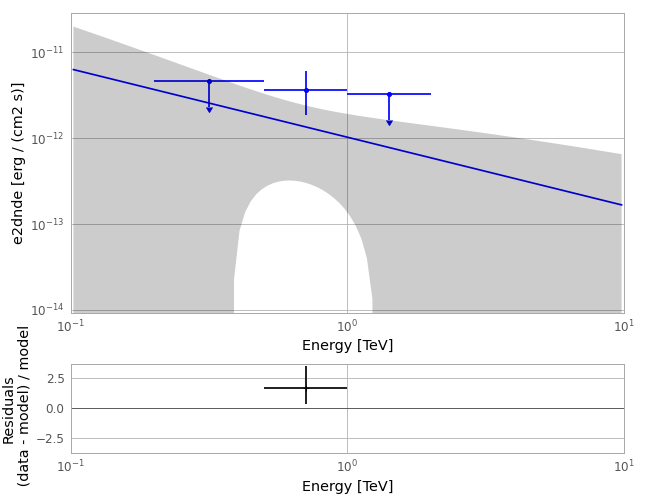 e2dnde [erg / (cm2 s)]
10⁻¹¹
10⁻¹²
10⁻¹³
10⁻¹⁴
10⁻¹ 10⁰ 10¹
Energy [TeV]
Residuals
(data - model) / model
2.5
0.0
−2.5
10⁻¹ 10⁰ 10¹
Energy [TeV]